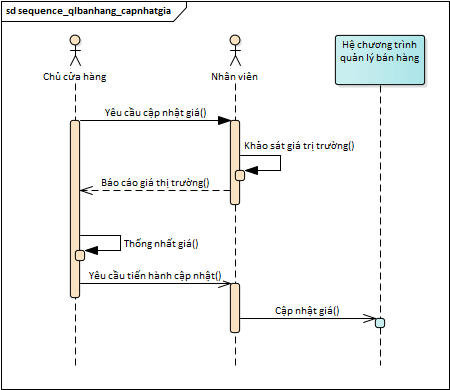 sd sequence_qlbanhang_capnhatgia
Chủ cửa hàng
Nhân viên
Hệ chương trình
quản lý bán hàng
Yêu cầu cập nhật giá()
Khảo sát giá trị trường()
Báo cáo giá thị trường()
Thống nhất giá()
Yêu cầu tiến hành cập nhật()
Cập nhật giá()